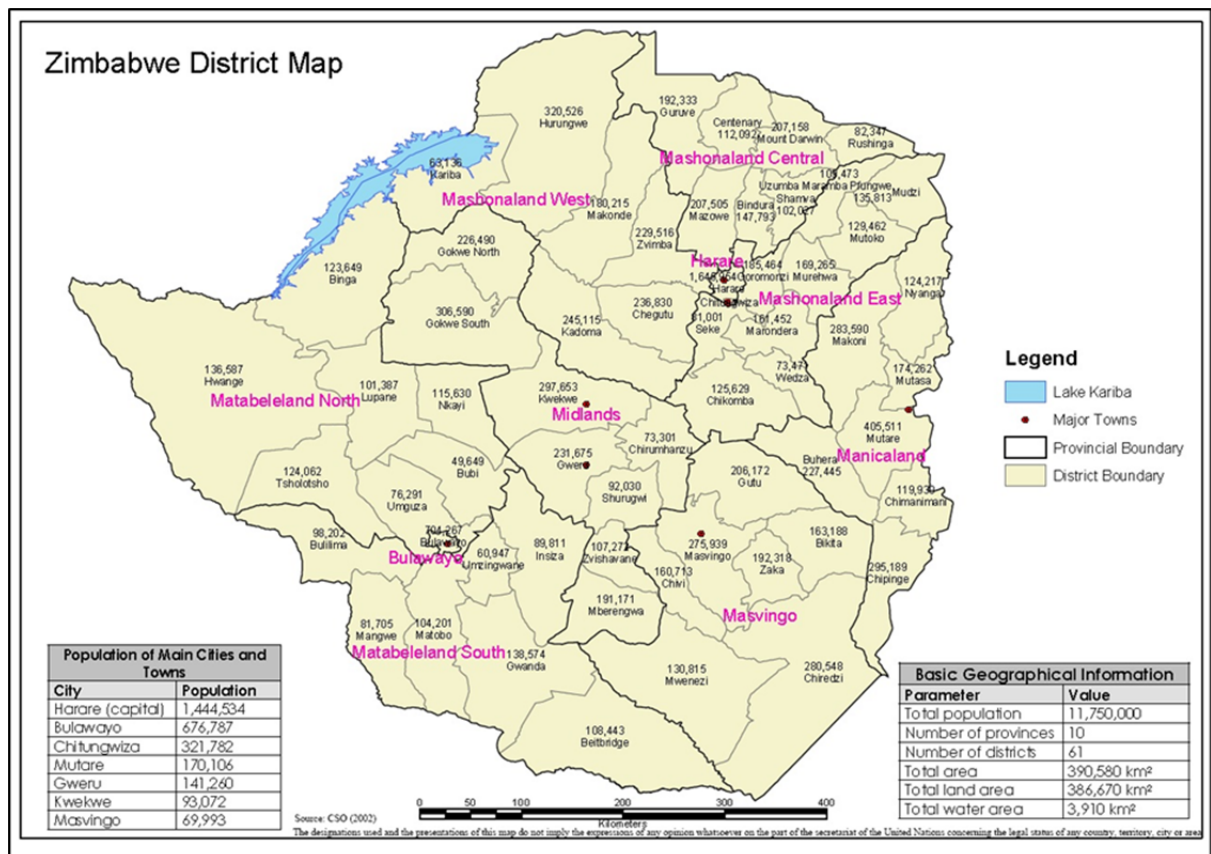 Zimbabwe District Map
320,526
Hurungwe
192,333
Guruve
Centenary
112,092
207,158
Mount Darwin
82,347
Rushinga
Mashonaland Central
63,136
Kariba
Mashonaland West
180,215
Makonde
207,505
Mazowe
Bindura
147,793
Uzumba Maramba Pfungwe
Shamva
102,027
135,813
Mudzi
129,462
Mutoko
229,516
Zvimba
226,490
Gokwe North
123,649
Binga
Harare
Harare
185,464
Goromonzi
169,265
Murehwa
Mashonaland East
124,217
Nyanga
306,590
Gokwe South
245,115
Kadoma
236,830
Chegutu
Chitungwiza
Seke
161,452
Marondera
283,590
Makoni
73,471
Wedza
174,262
Mutasa
136,587
Hwange
Matabeleland North
101,387
Lupane
115,630
Nkayi
297,653
Kwekwe
Midlands
125,629
Chikomba
405,511
Mutare
Manicaland
73,301
Chirumhanzu
231,675
Gweru
Buhera
227,445
124,062
Tsholotsho
49,649
Bubi
76,291
Umguza
92,030
Shurugwi
206,172
Gutu
119,930
Chimanimani
98,202
Bulilima
704,267
Bulawayo
Bulawayo
60,947
Umzingwane
89,811
Insiza
107,272
Zvishavane
275,939
Masvingo
163,188
Bikita
192,318
Zaka
160,713
Chivi
295,189
Chipinge
191,171
Mberengwa
Masvingo
81,705
Mangwe
104,201
Matobo
Matabeleland South
138,574
Gwanda
130,815
Mwenezi
280,548
Chiredzi
108,443
Beitbridge
Legend
Lake Kariba
Major Towns
Provincial Boundary
District Boundary
Population of Main Cities and
Towns
City Population
Harare (capital) 1,444,534
Bulawayo 676,787
Chitungwiza 321,782
Mutare 170,106
Gweru 141,260
Kwekwe 93,072
Masvingo 69,993
Basic Geographical Information
Parameter Value
Total population 11,750,000
Number of provinces 10
Number of districts 61
Total area 390,580 km²
Total land area 386,670 km²
Total water area 3,910 km²
0 50 100 200 300 400
Kilometers
Source: CSO (2002)
The designations used and the presentations of this map do not imply the expressions of any opinion whatsoever on the part of the secretariat of the United Nations concerning the legal status of any country, territory, city or area